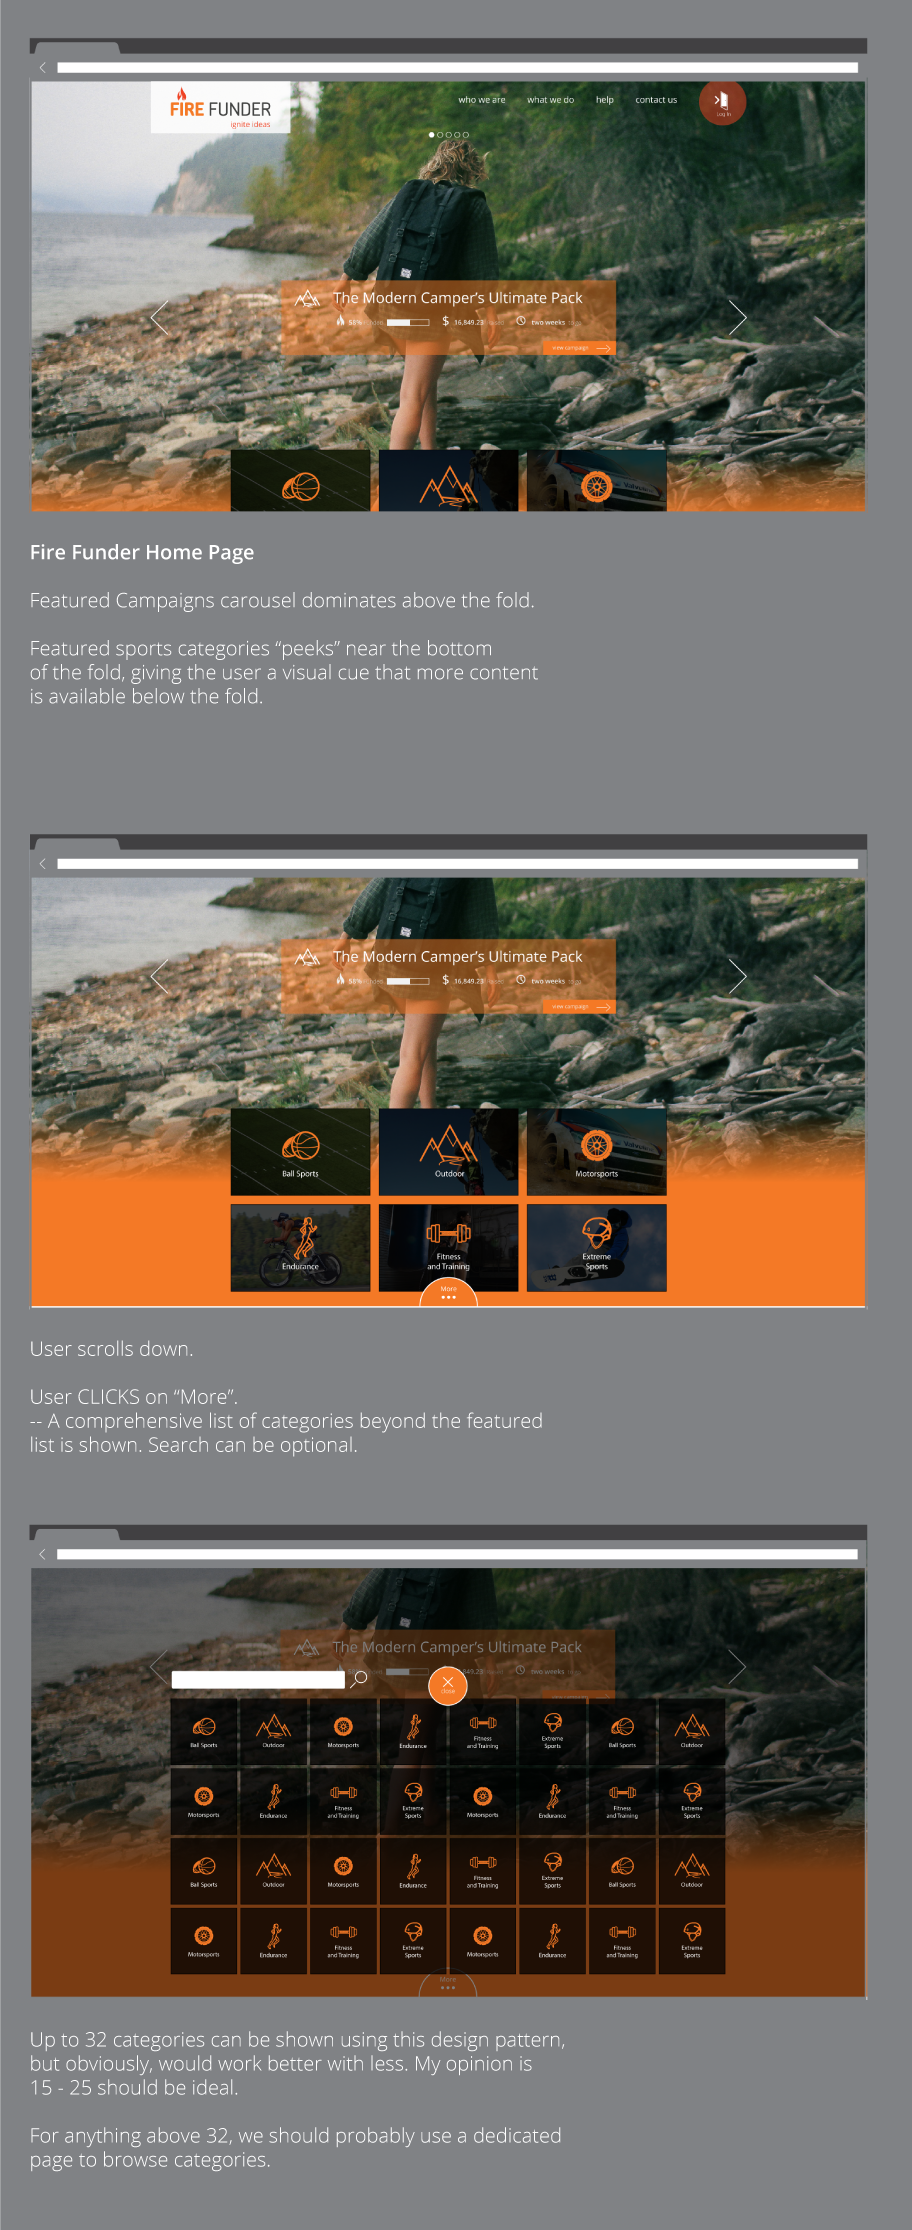 FIRE FUNDER
ignite ideas
who we are what we do help contact us
Log In
The Modern Camper's Ultimate Pack
58% $ 16,849.23 two weeks
view campaign
Fire Funder Home Page
Featured Campaigns carousel dominates above the fold.
Featured sports categories “peeks” near the bottom
of the fold, giving the user a visual cue that more content
is available below the fold.
The Modern Camper's Ultimate Pack
58% $ 16,849.23 two weeks
view campaign
Ball Sports Outdoor Motorsports
Endurance Fitness and Training Extreme Sports
More
User scrolls down.
User CLICKS on “More”.
-- A comprehensive list of categories beyond the featured
list is shown. Search can be optional.
The Modern Camper's Ultimate Pack
849.23 two weeks
close
Ball Sports Outdoor Motorsports Endurance Fitness and Training Extreme Sports Ball Sports Outdoor
Motorsports Endurance Fitness and Training Extreme Sports Motorsports Endurance Fitness and Training Extreme Sports
Ball Sports Outdoor Motorsports Endurance Fitness and Training Extreme Sports Ball Sports Outdoor
Motorsports Endurance Fitness and Training Extreme Sports Motorsports Endurance Fitness and Training Extreme Sports
More
Up to 32 categories can be shown using this design pattern,
but obviously, would work better with less. My opinion is
15 - 25 should be ideal.
For anything above 32, we should probably use a dedicated
page to browse categories.